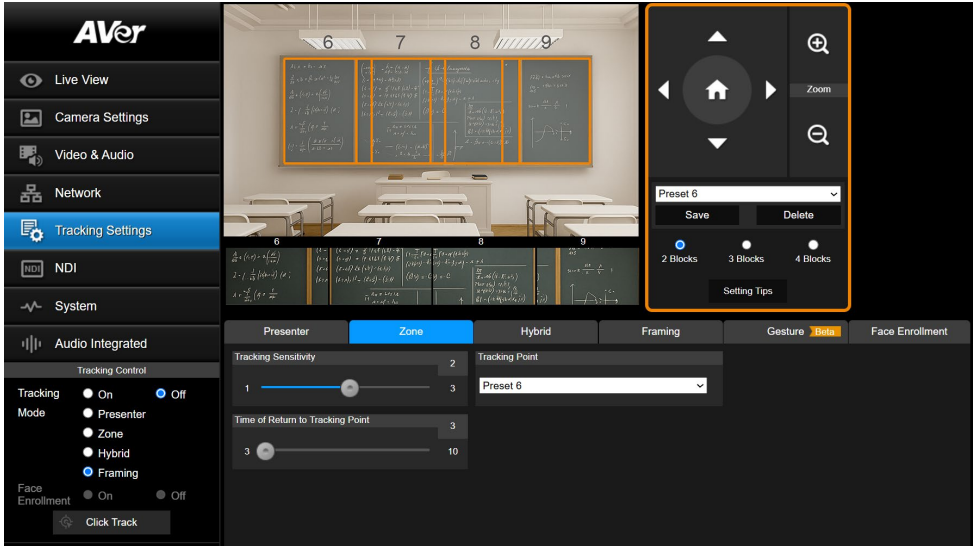 AVer
Live View
Camera Settings
Video & Audio
Network
Tracking Settings
NDI
NDI
System
Audio Integrated
Tracking Control
Tracking On Off
Mode Presenter
Zone
Hybrid
Framing
Face Enrollment On Off
Click Track
6 7 8 9
6 7 8 9
Zoom
Preset 6
Save Delete
2 Blocks 3 Blocks 4 Blocks
Setting Tips
Presenter Zone Hybrid Framing Gesture Beta Face Enrollment
Tracking Sensitivity 2
1 3
Time of Return to Tracking Point 3
3 10
Tracking Point
Preset 6